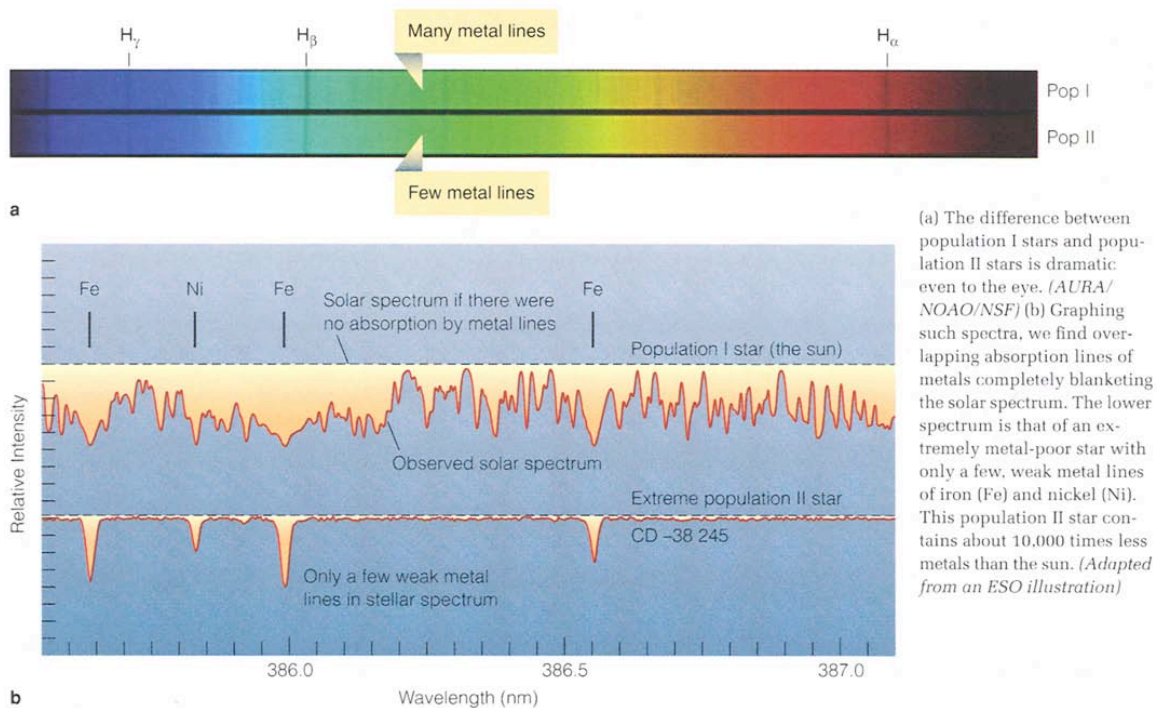 Many metal lines
Hγ
Hβ
Hα
Pop I
Pop II
Few metal lines
a
Fe
Ni
Fe
Fe
Solar spectrum if there were
no absorption by metal lines
Population I star (the sun)
Observed solar spectrum
Extreme population II star
CD –38 245
Only a few weak metal
lines in stellar spectrum
Relative Intensity
386.0
386.5
387.0
Wavelength (nm)
b
(a) The difference between
population I stars and popu-
lation II stars is dramatic
even to the eye. (AURA/
NOAO/NSF) (b) Graphing
such spectra, we find over-
lapping absorption lines of
metals completely blanketing
the solar spectrum. The lower
spectrum is that of an ex-
tremely metal-poor star with
only a few, weak metal lines
of iron (Fe) and nickel (Ni).
This population II star con-
tains about 10,000 times less
metals than the sun. (Adapted
from an ESO illustration)